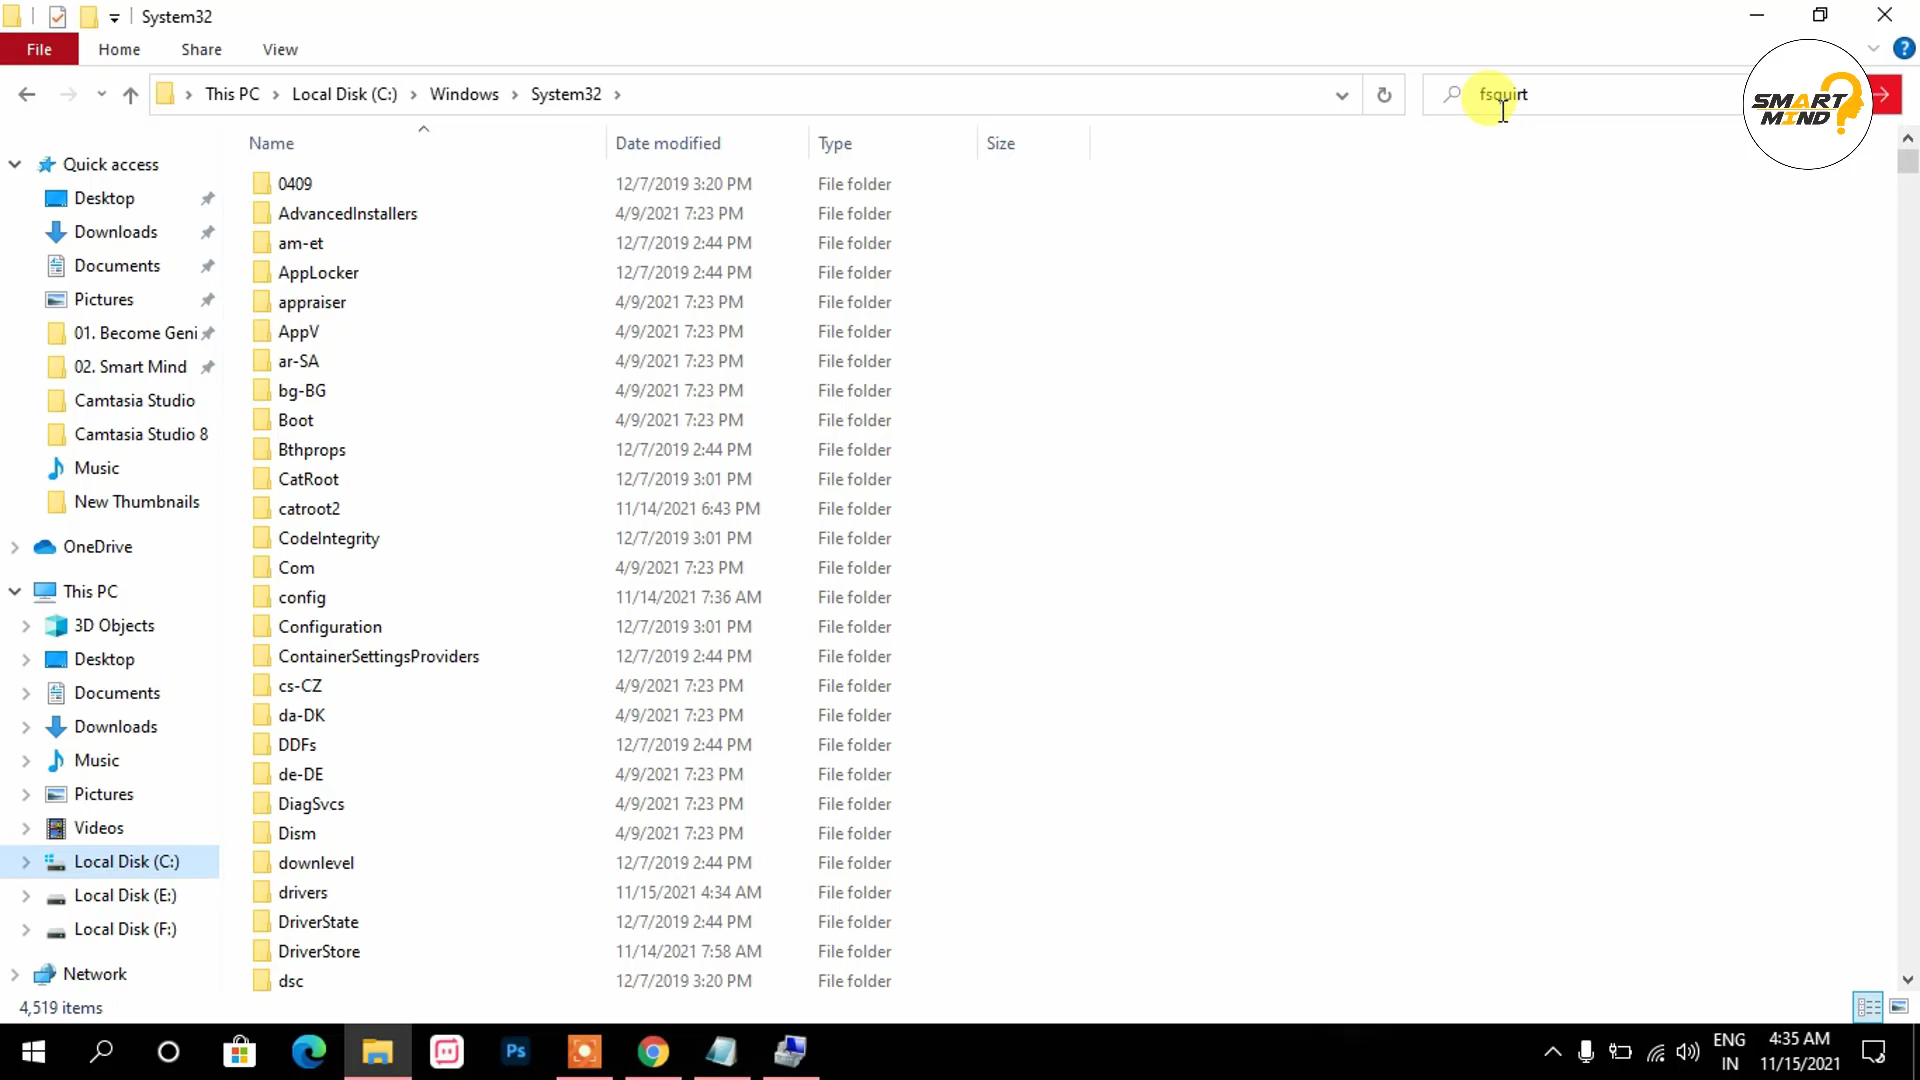 System32
File Home Share View
This PC Local Disk (C:) Windows System32
fsquirt
SMART
MIND
Name Date modified Type Size
Quick access
Desktop
Downloads
Documents
Pictures
01. Become Geni
02. Smart Mind
Camtasia Studio
Camtasia Studio 8
Music
New Thumbnails
OneDrive
This PC
3D Objects
Desktop
Documents
Downloads
Music
Pictures
Videos
Local Disk (C:)
Local Disk (E:)
Local Disk (F:)
Network
0409 12/7/2019 3:20 PM File folder
AdvancedInstallers 4/9/2021 7:23 PM File folder
am-et 12/7/2019 2:44 PM File folder
AppLocker 12/7/2019 2:44 PM File folder
appraiser 4/9/2021 7:23 PM File folder
AppV 4/9/2021 7:23 PM File folder
ar-SA 4/9/2021 7:23 PM File folder
bg-BG 4/9/2021 7:23 PM File folder
Boot 4/9/2021 7:23 PM File folder
Bthprops 12/7/2019 2:44 PM File folder
CatRoot 12/7/2019 3:01 PM File folder
catroot2 11/14/2021 6:43 PM File folder
CodeIntegrity 12/7/2019 3:01 PM File folder
Com 4/9/2021 7:23 PM File folder
config 11/14/2021 7:36 AM File folder
Configuration 12/7/2019 3:01 PM File folder
ContainerSettingsProviders 12/7/2019 2:44 PM File folder
cs-CZ 4/9/2021 7:23 PM File folder
da-DK 4/9/2021 7:23 PM File folder
DDFs 12/7/2019 2:44 PM File folder
de-DE 4/9/2021 7:23 PM File folder
DiagSvcs 4/9/2021 7:23 PM File folder
Dism 4/9/2021 7:23 PM File folder
downlevel 12/7/2019 2:44 PM File folder
drivers 11/15/2021 4:34 AM File folder
DriverState 12/7/2019 2:44 PM File folder
DriverStore 11/14/2021 7:58 AM File folder
dsc 12/7/2019 3:20 PM File folder
4,519 items
Ps
ENG
IN
4:35 AM
11/15/2021